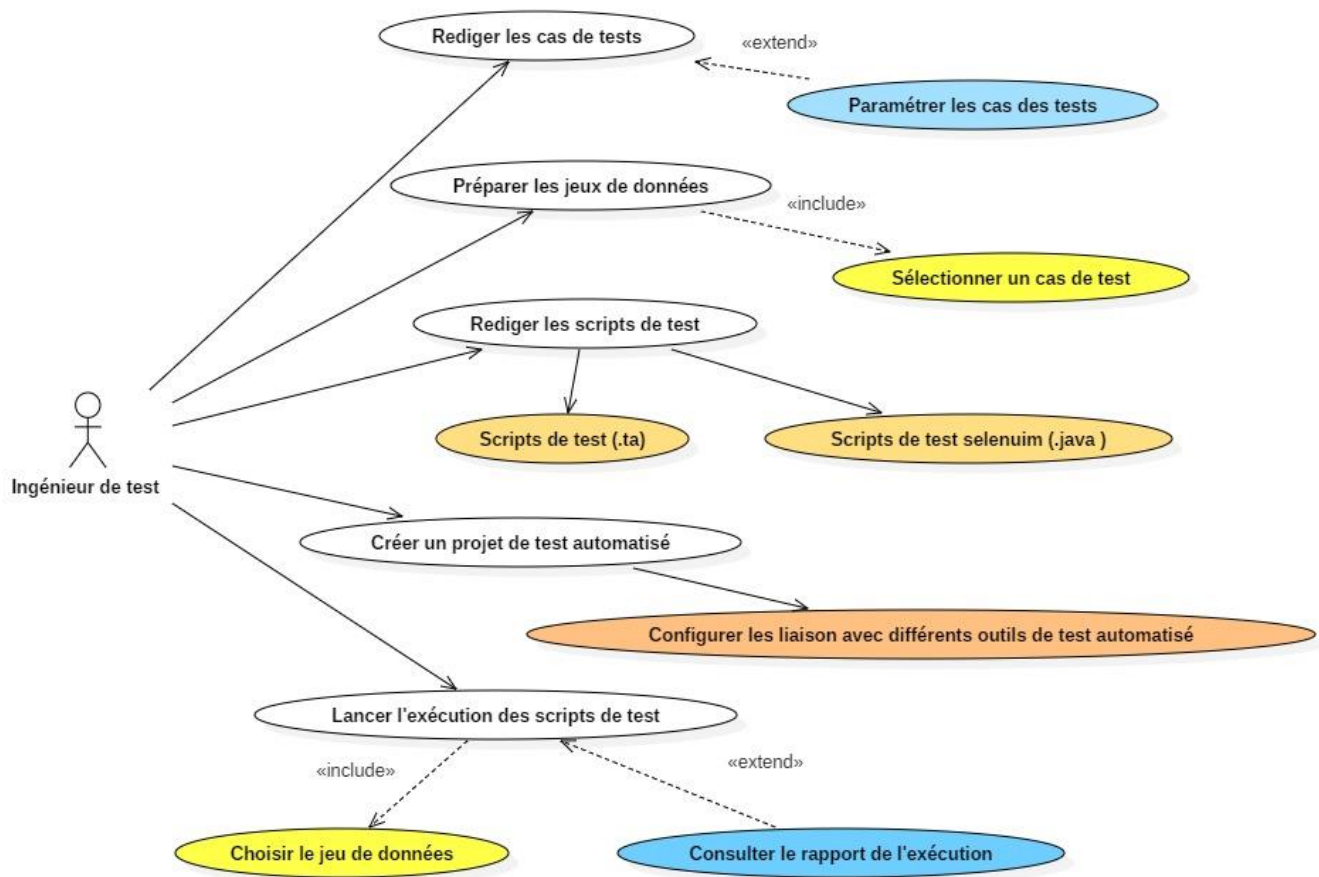 Rediger les cas de tests
«extend»
Paramétrer les cas des tests
Préparer les jeux de données
«include»
Sélectionner un cas de test
Rediger les scripts de test
Scripts de test (.ta)
Scripts de test selenuim (.java )
Ingénieur de test
Créer un projet de test automatisé
Configurer les liaison avec différents outils de test automatisé
Lancer l'exécution des scripts de test
«include»
«extend»
Choisir le jeu de données
Consulter le rapport de l'exécution